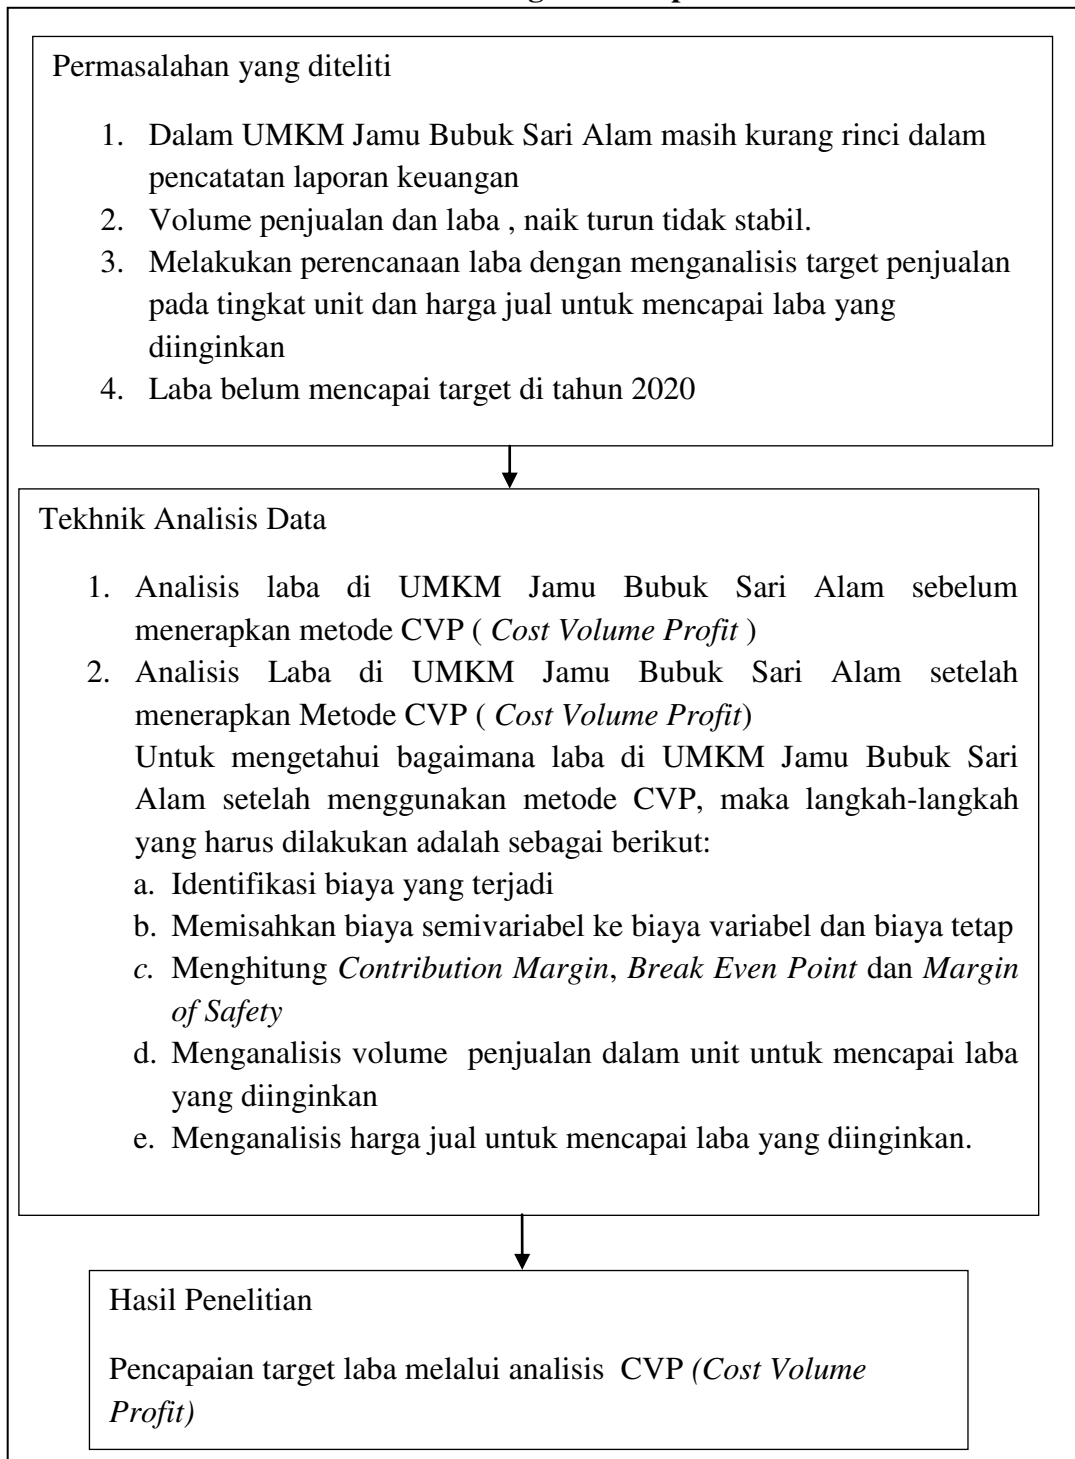 Permasalahan yang diteliti
1. Dalam UMKM Jamu Bubuk Sari Alam masih kurang rinci dalam
pencatatan laporan keuangan
2. Volume penjualan dan laba , naik turun tidak stabil.
3. Melakukan perencanaan laba dengan menganalisis target penjualan
pada tingkat unit dan harga jual untuk mencapai laba yang
diinginkan
4. Laba belum mencapai target di tahun 2020
Tekhnik Analisis Data
1. Analisis laba di UMKM Jamu Bubuk Sari Alam sebelum
menerapkan metode CVP ( Cost Volume Profit )
2. Analisis Laba di UMKM Jamu Bubuk Sari Alam setelah
menerapkan Metode CVP ( Cost Volume Profit)
Untuk mengetahui bagaimana laba di UMKM Jamu Bubuk Sari
Alam setelah menggunakan metode CVP, maka langkah-langkah
yang harus dilakukan adalah sebagai berikut:
a. Identifikasi biaya yang terjadi
b. Memisahkan biaya semivariabel ke biaya variabel dan biaya tetap
c. Menghitung Contribution Margin, Break Even Point dan Margin
of Safety
d. Menganalisis volume penjualan dalam unit untuk mencapai laba
yang diinginkan
e. Menganalisis harga jual untuk mencapai laba yang diinginkan.
Hasil Penelitian
Pencapaian target laba melalui analisis CVP (Cost Volume
Profit)